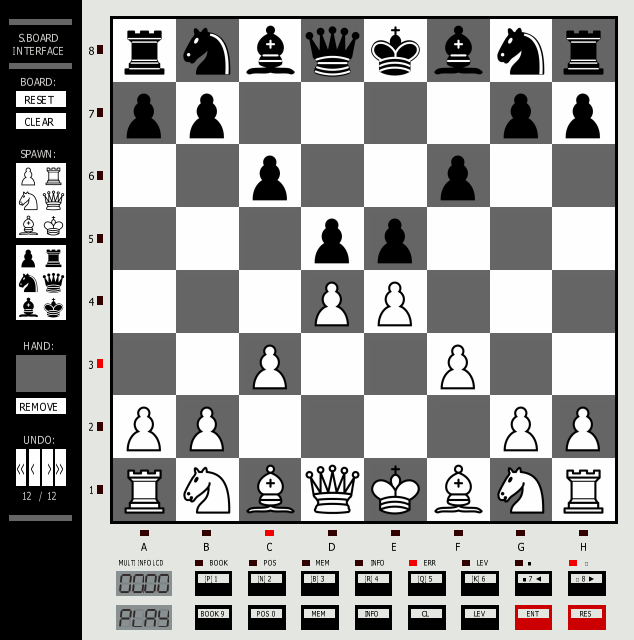 S.BOARD
INTERFACE
BOARD:
RESET
CLEAR
SPAWN:
HAND:
REMOVE
UNDO:
12 / 12
8
7
6
5
4
3
2
1
A B C D E F G H
MULTI INFO LCD
BOOK POS MEM INFO ERR LEV
0000
[P] 1 [N] 2 [B] 3 [R] 4 [Q] 5 [K] 6 7 ◄ 8 ►
PLAY
BOOK 9 POS 0 MEM INFO CL LEV ENT RES